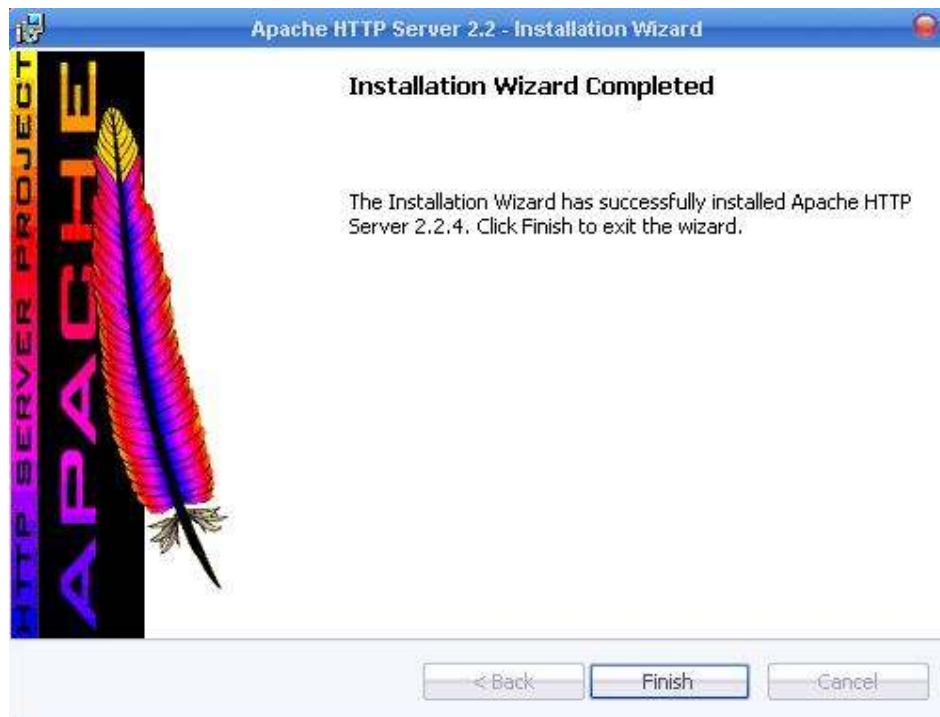 Apache HTTP Server 2.2 - Installation Wizard
HTTP SERVER PROJECT
APACHE
Installation Wizard Completed
The Installation Wizard has successfully installed Apache HTTP
Server 2.2.4. Click Finish to exit the wizard.
< Back
Finish
Cancel